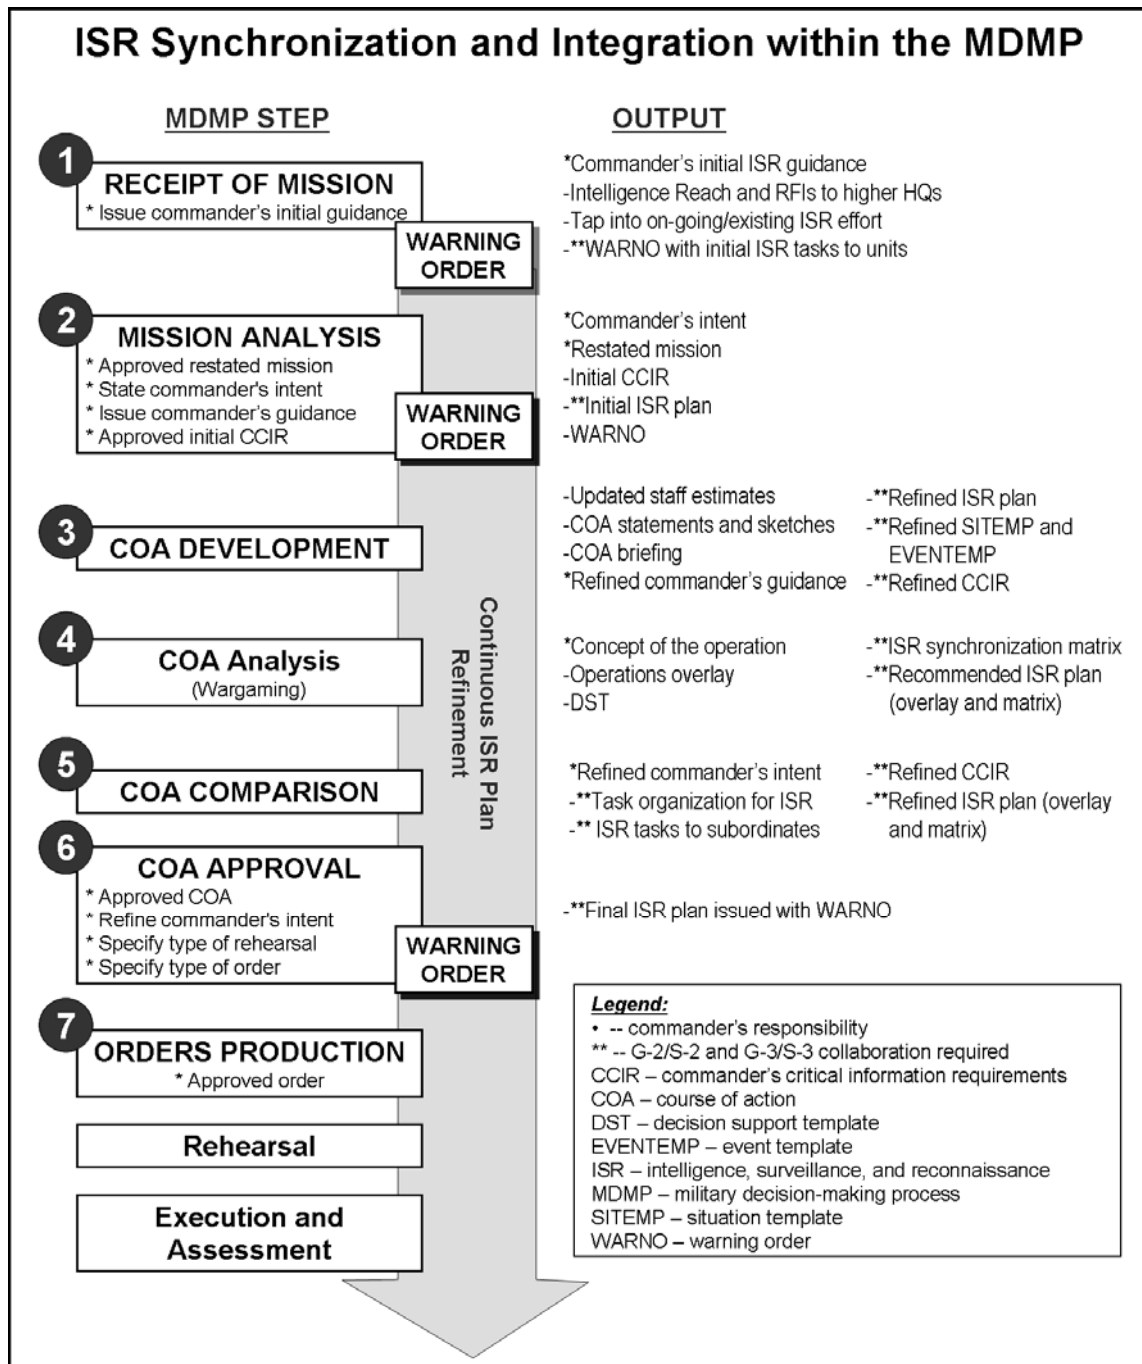 ISR Synchronization and Integration within the MDMP
MDMP STEP
OUTPUT
1
RECEIPT OF MISSION
* Issue commander's initial guidance
WARNING
ORDER
*Commander's initial ISR guidance
-Intelligence Reach and RFIs to higher HQs
-Tap into on-going/existing ISR effort
-**WARNO with initial ISR tasks to units
2
MISSION ANALYSIS
* Approved restated mission
* State commander's intent
* Issue commander's guidance
* Approved initial CCIR
WARNING
ORDER
*Commander's intent
*Restated mission
-Initial CCIR
-**Initial ISR plan
-WARNO
3
COA DEVELOPMENT
-Updated staff estimates
-COA statements and sketches
-COA briefing
*Refined commander's guidance
-**Refined ISR plan
-**Refined SITEMP and
EVENTEMP
-**Refined CCIR
Continuous ISR Plan
Refinement
4
COA Analysis
(Wargaming)
*Concept of the operation
-Operations overlay
-DST
-**ISR synchronization matrix
-**Recommended ISR plan
(overlay and matrix)
5
COA COMPARISON
*Refined commander's intent
-**Task organization for ISR
-** ISR tasks to subordinates
-**Refined CCIR
-**Refined ISR plan (overlay
and matrix)
6
COA APPROVAL
* Approved COA
* Refine commander's intent
* Specify type of rehearsal
* Specify type of order
WARNING
ORDER
-**Final ISR plan issued with WARNO
7
ORDERS PRODUCTION
* Approved order
Rehearsal
Execution and
Assessment
Legend:
• -- commander's responsibility
** -- G-2/S-2 and G-3/S-3 collaboration required
CCIR – commander's critical information requirements
COA – course of action
DST – decision support template
EVENTEMP – event template
ISR – intelligence, surveillance, and reconnaissance
MDMP – military decision-making process
SITEMP – situation template
WARNO – warning order